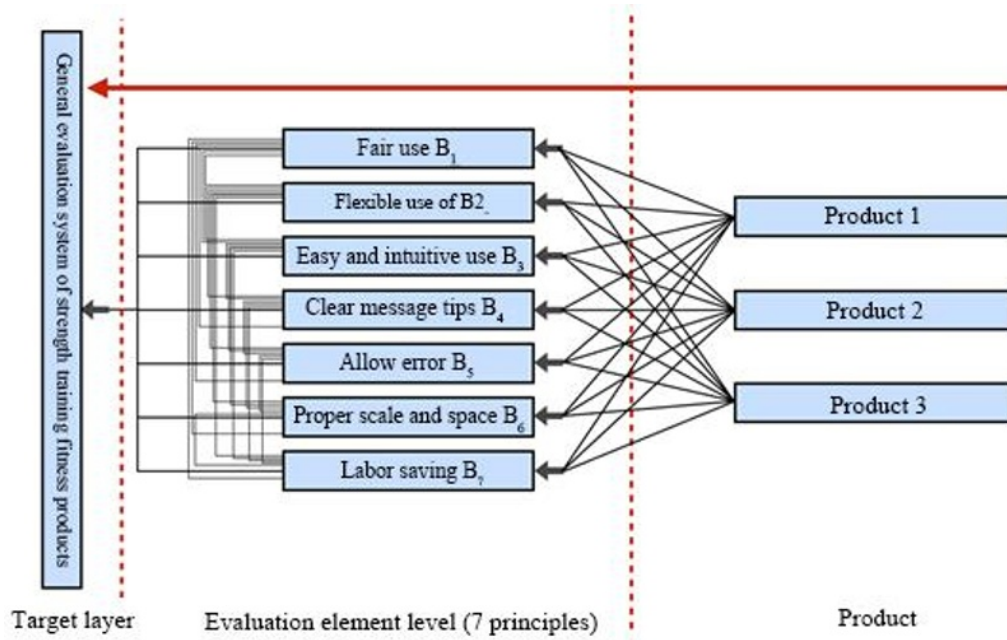 General evaluation system of strength training fitness products
Fair use B₁
Flexible use of B2
Easy and intuitive use B₃
Clear message tips B₄
Allow error B₅
Proper scale and space B₆
Labor saving B₇
Product 1
Product 2
Product 3
Target layer
Evaluation element level (7 principles)
Product